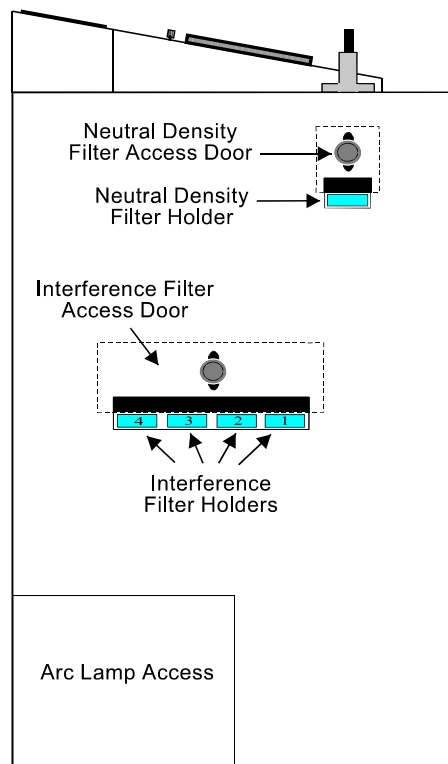 Neutral Density
Filter Access Door
Neutral Density
Filter Holder
Interference Filter
Access Door
4 3 2 1
Interference
Filter Holders
Arc Lamp Access